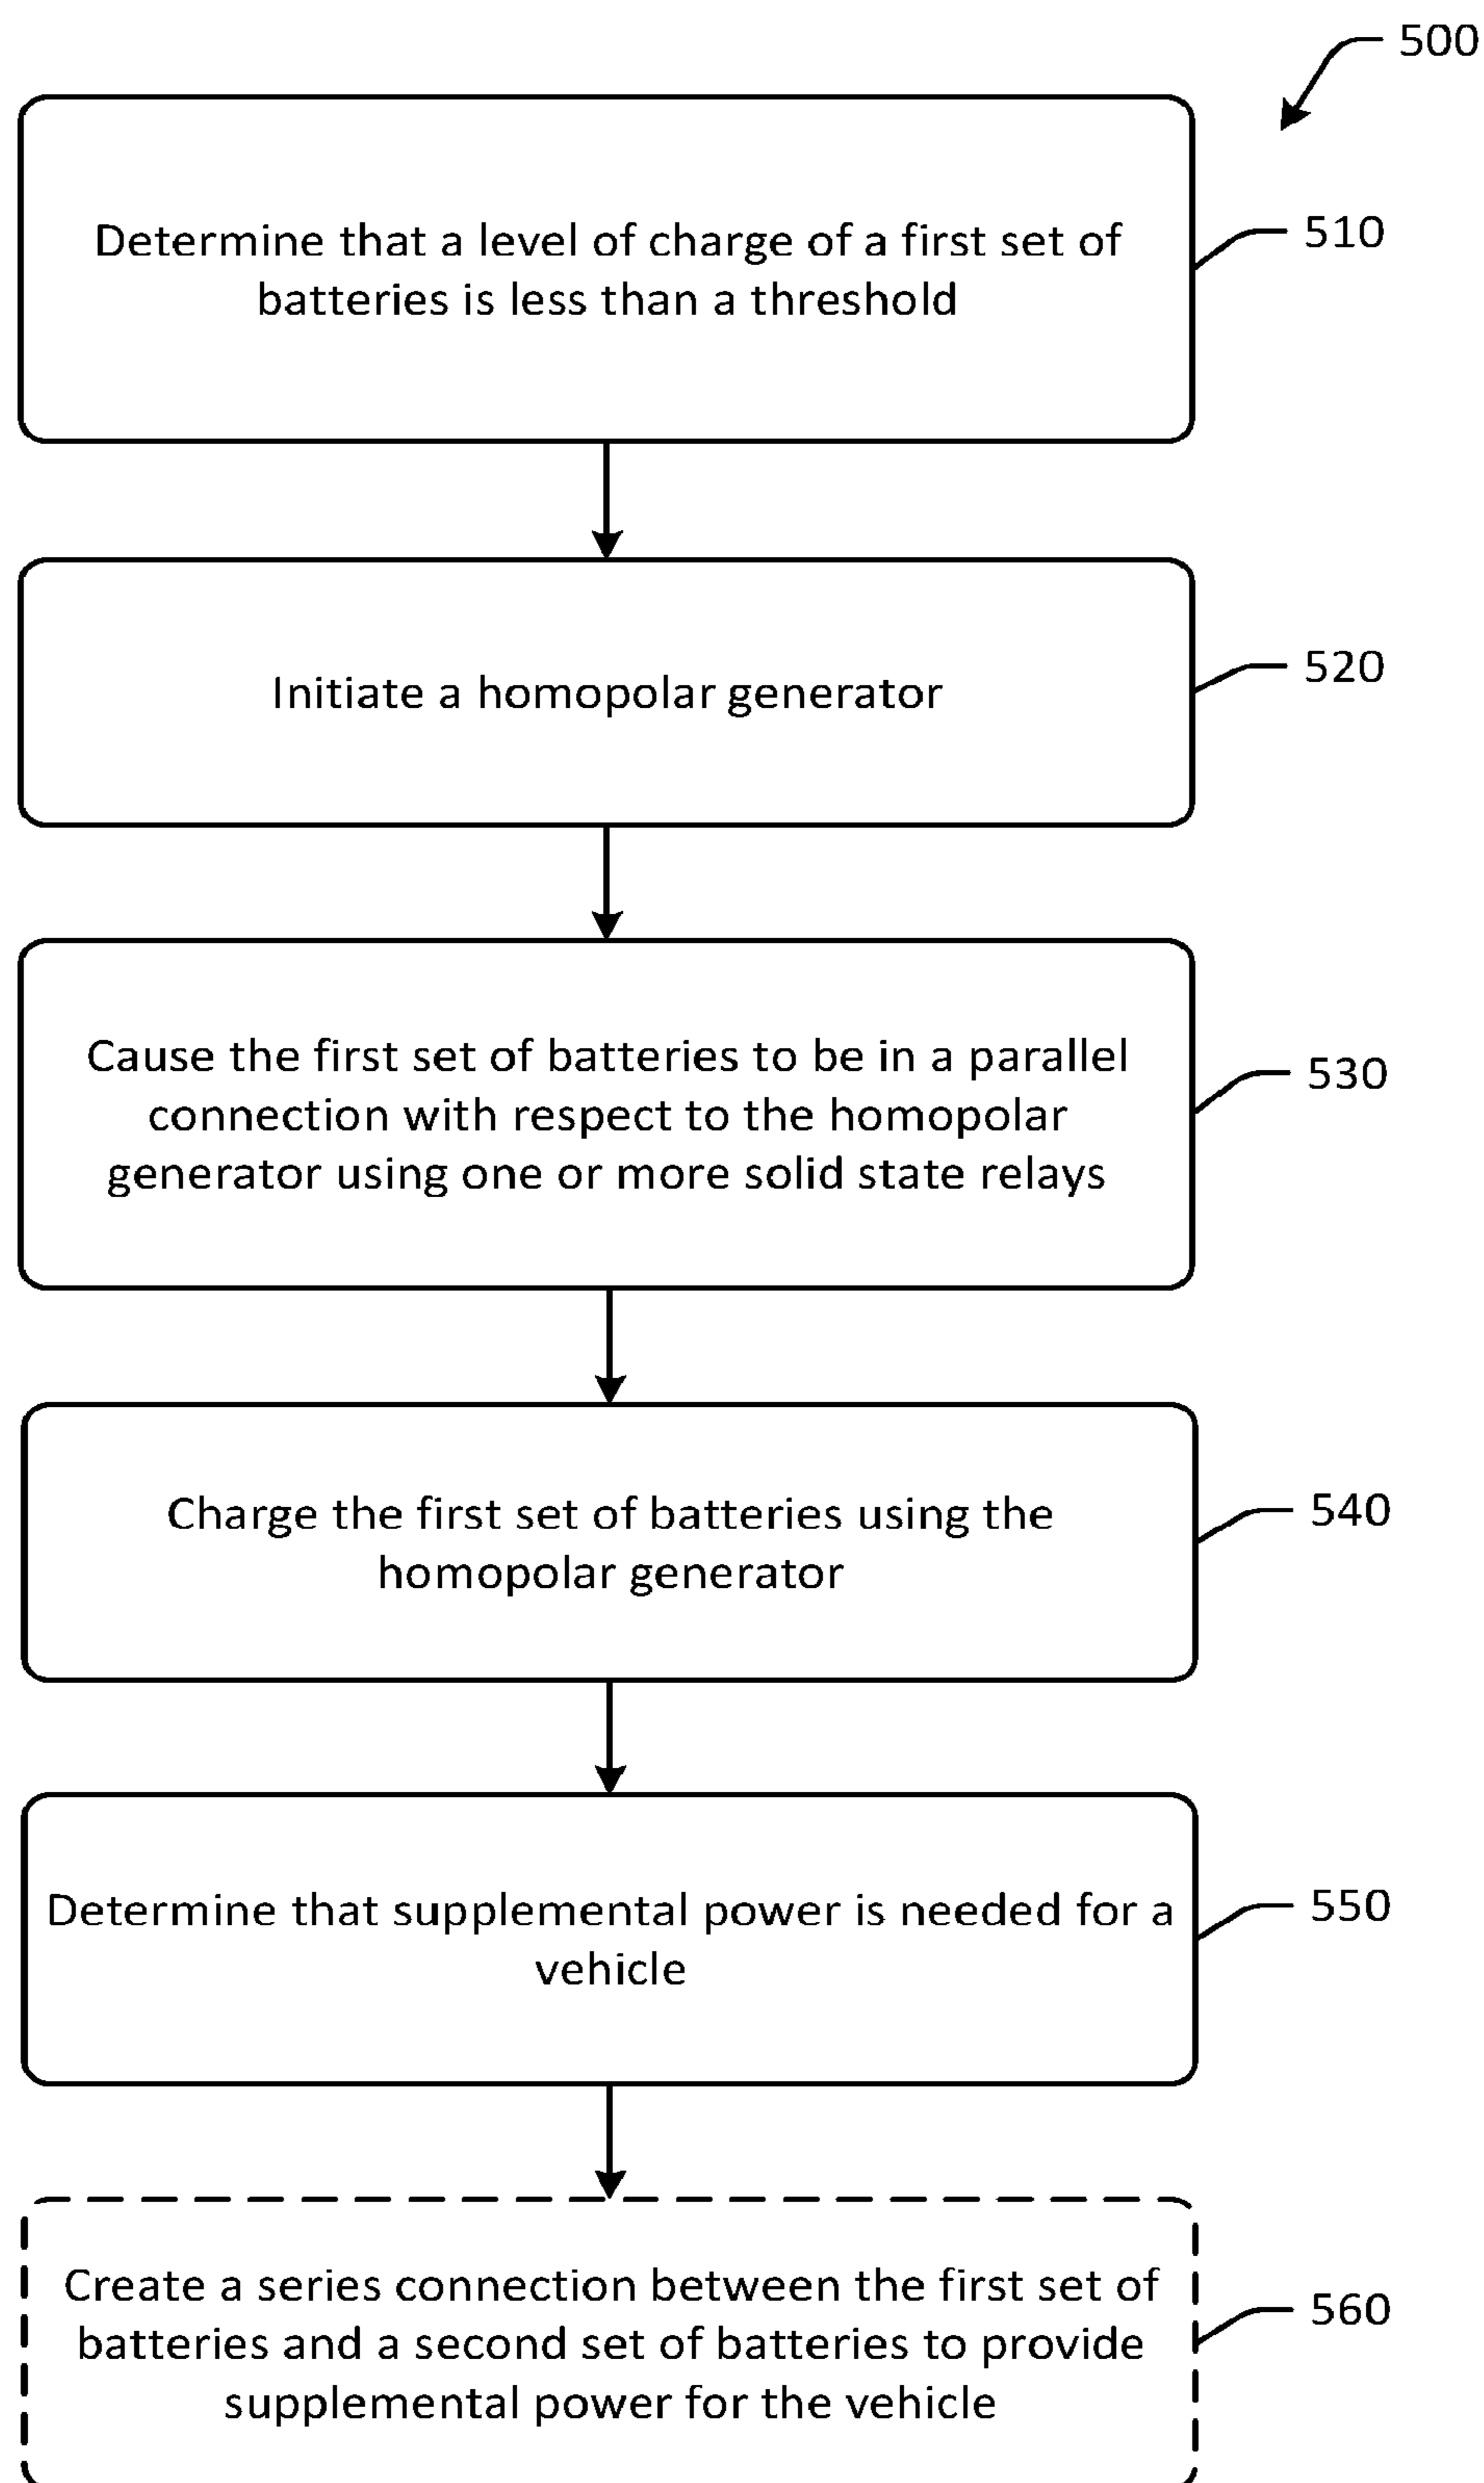 500
Determine that a level of charge of a first set of
batteries is less than a threshold
510
Initiate a homopolar generator
520
Cause the first set of batteries to be in a parallel
connection with respect to the homopolar
generator using one or more solid state relays
530
Charge the first set of batteries using the
homopolar generator
540
Determine that supplemental power is needed for a
vehicle
550
Create a series connection between the first set of
batteries and a second set of batteries to provide
supplemental power for the vehicle
560